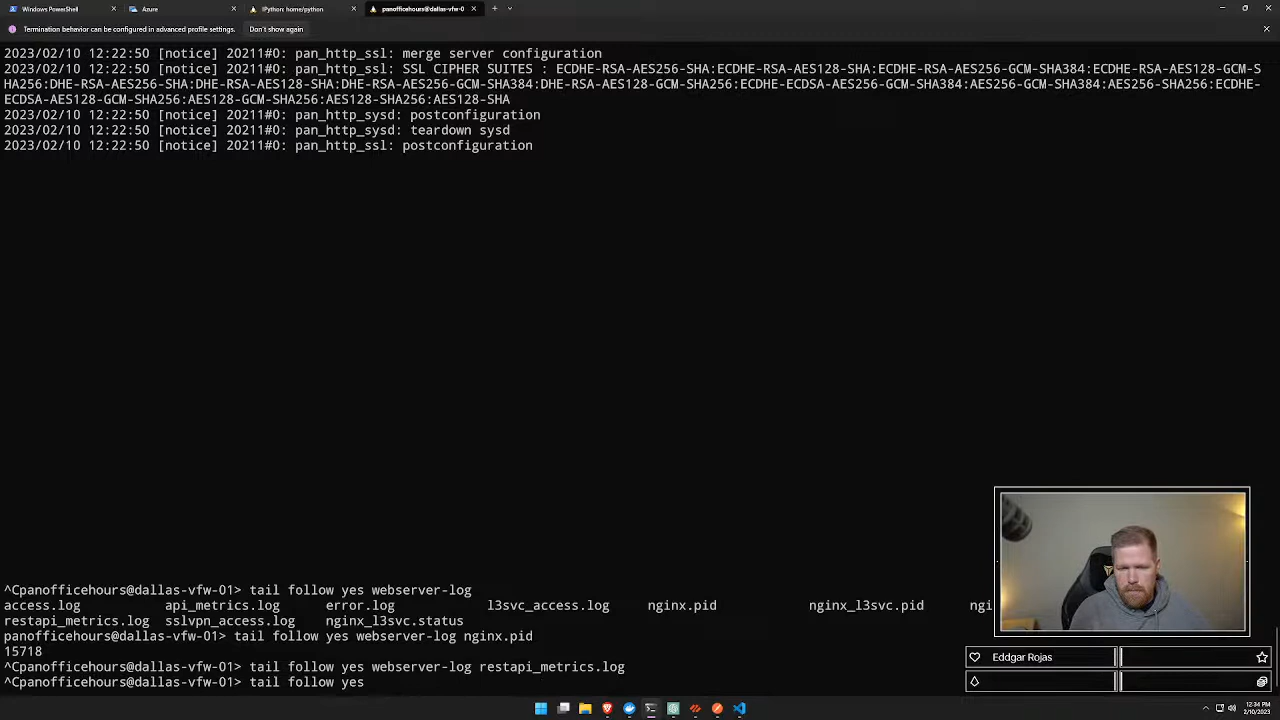 Windows PowerShell
Azure
IPython: home/python
panofficehours@dallas-vfw-0
Termination behavior can be configured in advanced profile settings. Don't show again
2023/02/10 12:22:50 [notice] 20211#0: pan_http_ssl: merge server configuration
2023/02/10 12:22:50 [notice] 20211#0: pan_http_ssl: SSL CIPHER SUITES : ECDHE-RSA-AES256-SHA:ECDHE-RSA-AES128-SHA:ECDHE-RSA-AES256-GCM-SHA384:ECDHE-RSA-AES128-GCM-S
HA256:DHE-RSA-AES256-SHA:DHE-RSA-AES128-SHA:DHE-RSA-AES256-GCM-SHA384:DHE-RSA-AES128-GCM-SHA256:ECDHE-ECDSA-AES256-GCM-SHA384:AES256-GCM-SHA384:AES256-SHA256:ECDHE-
ECDSA-AES128-GCM-SHA256:AES128-GCM-SHA256:AES128-SHA256:AES128-SHA
2023/02/10 12:22:50 [notice] 20211#0: pan_http_sysd: postconfiguration
2023/02/10 12:22:50 [notice] 20211#0: pan_http_sysd: teardown sysd
2023/02/10 12:22:50 [notice] 20211#0: pan_http_ssl: postconfiguration
^Cpanofficehours@dallas-vfw-01> tail follow yes webserver-log
access.log api_metrics.log error.log l3svc_access.log nginx.pid nginx_l3svc.pid ngi
restapi_metrics.log sslvpn_access.log nginx_l3svc.status
panofficehours@dallas-vfw-01> tail follow yes webserver-log nginx.pid
15718
^Cpanofficehours@dallas-vfw-01> tail follow yes webserver-log restapi_metrics.log
^Cpanofficehours@dallas-vfw-01> tail follow yes
Eddgar Rojas
12:34 PM
2/10/2023